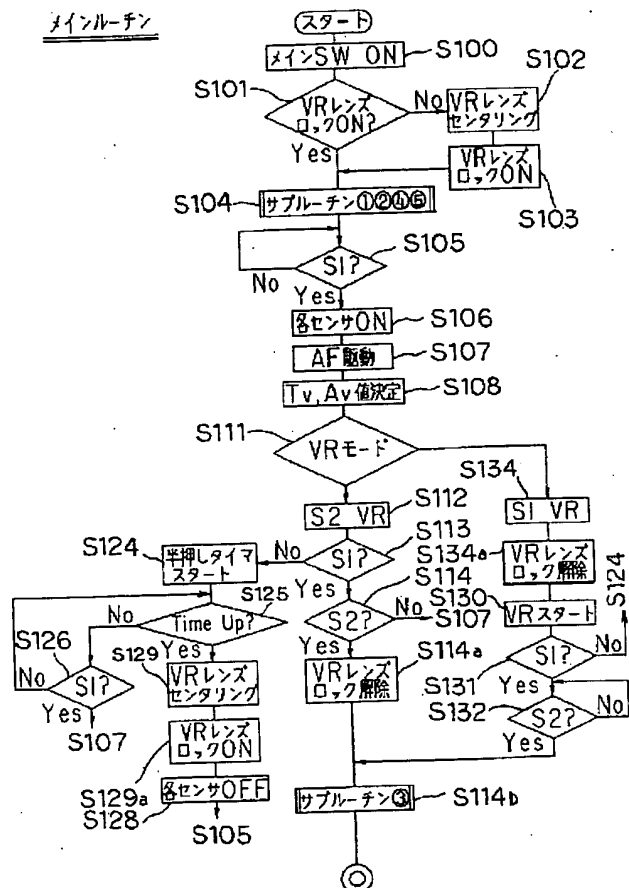 メインルーチン
スタート
メインSW ON
S100
S101
VRレンズ
ロックON?
No
Yes
S102
VRレンズ
センタリング
VRレンズ
ロックON
S103
S104
サブルーチン①②④⑤
S105
S1?
No
Yes
各センサON
S106
AF駆動
S107
Tv,Av値決定
S108
S111
VRモード
S112
S2 VR
S134
S1 VR
S113
S1?
No
Yes
S124
半押しタイマ
スタート
S134a
VRレンズ
ロック解除
S124
S114
S2?
No
S107
Yes
S130
VRスタート
S125
Time Up?
No
Yes
S126
S1?
No
Yes
S107
S129
VRレンズ
センタリング
VRレンズ
ロック解除
S114a
S131
S1?
No
Yes
S132
S2?
No
Yes
VRレンズ
ロックON
S129a
各センサOFF
S128
S105
サブルーチン③
S114b